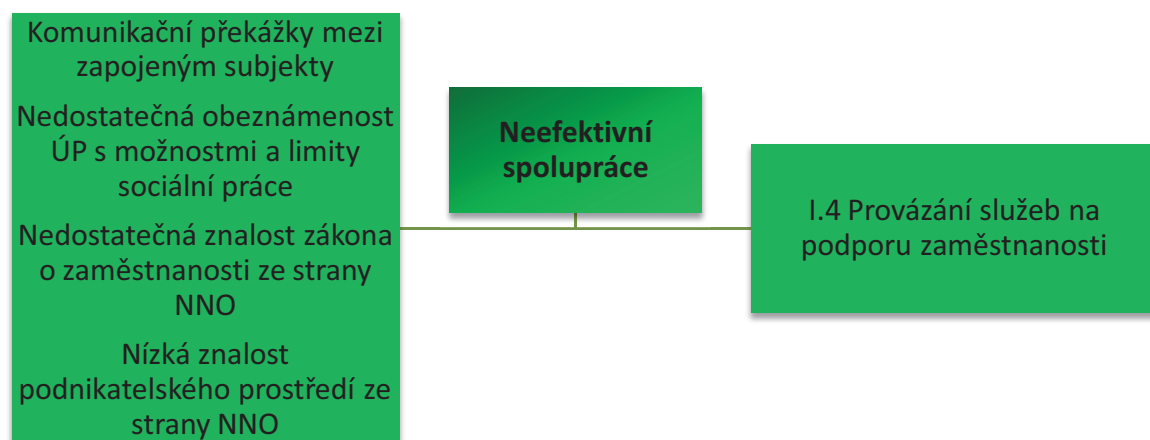 Komunikační překážky mezi
zapojeným subjekty
Nedostatečná obeznámenost
ÚP s možnostmi a limity
sociální práce
Nedostatečná znalost zákona
o zaměstnanosti ze strany
NNO
Nízká znalost
podnikatelského prostředí ze
strany NNO
Neefektivní
spolupráce
I.4 Provázání služeb na
podporu zaměstnanosti